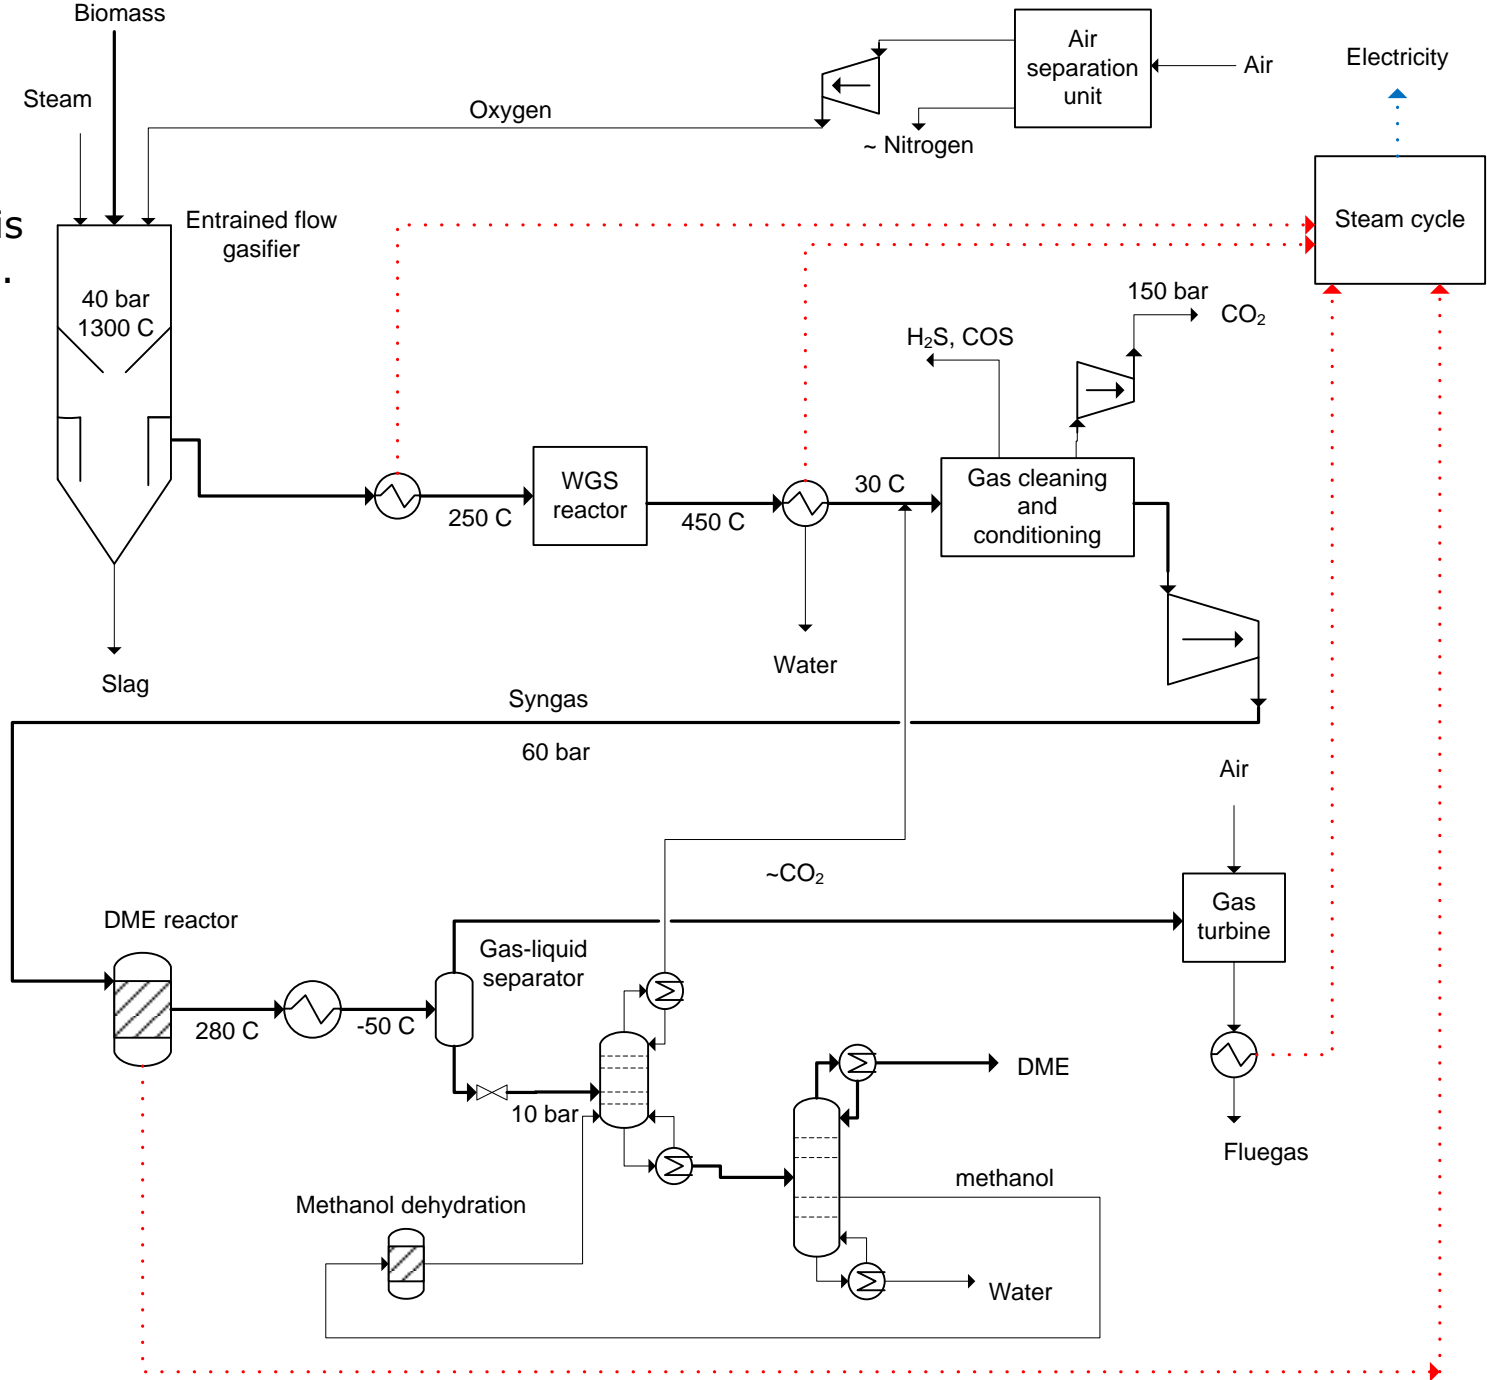 Biomass
Steam
Oxygen
Air
separation
unit
Air
~ Nitrogen
Electricity
is
.
Entrained flow
gasifier
Steam cycle
40 bar
1300 C
150 bar
CO₂
H₂S, COS
WGS
reactor
250 C
450 C
30 C
Gas cleaning
and
conditioning
Water
Slag
Syngas
60 bar
Air
~CO₂
Gas
turbine
DME reactor
Gas-liquid
separator
280 C
-50 C
10 bar
DME
Fluegas
methanol
Methanol dehydration
Water